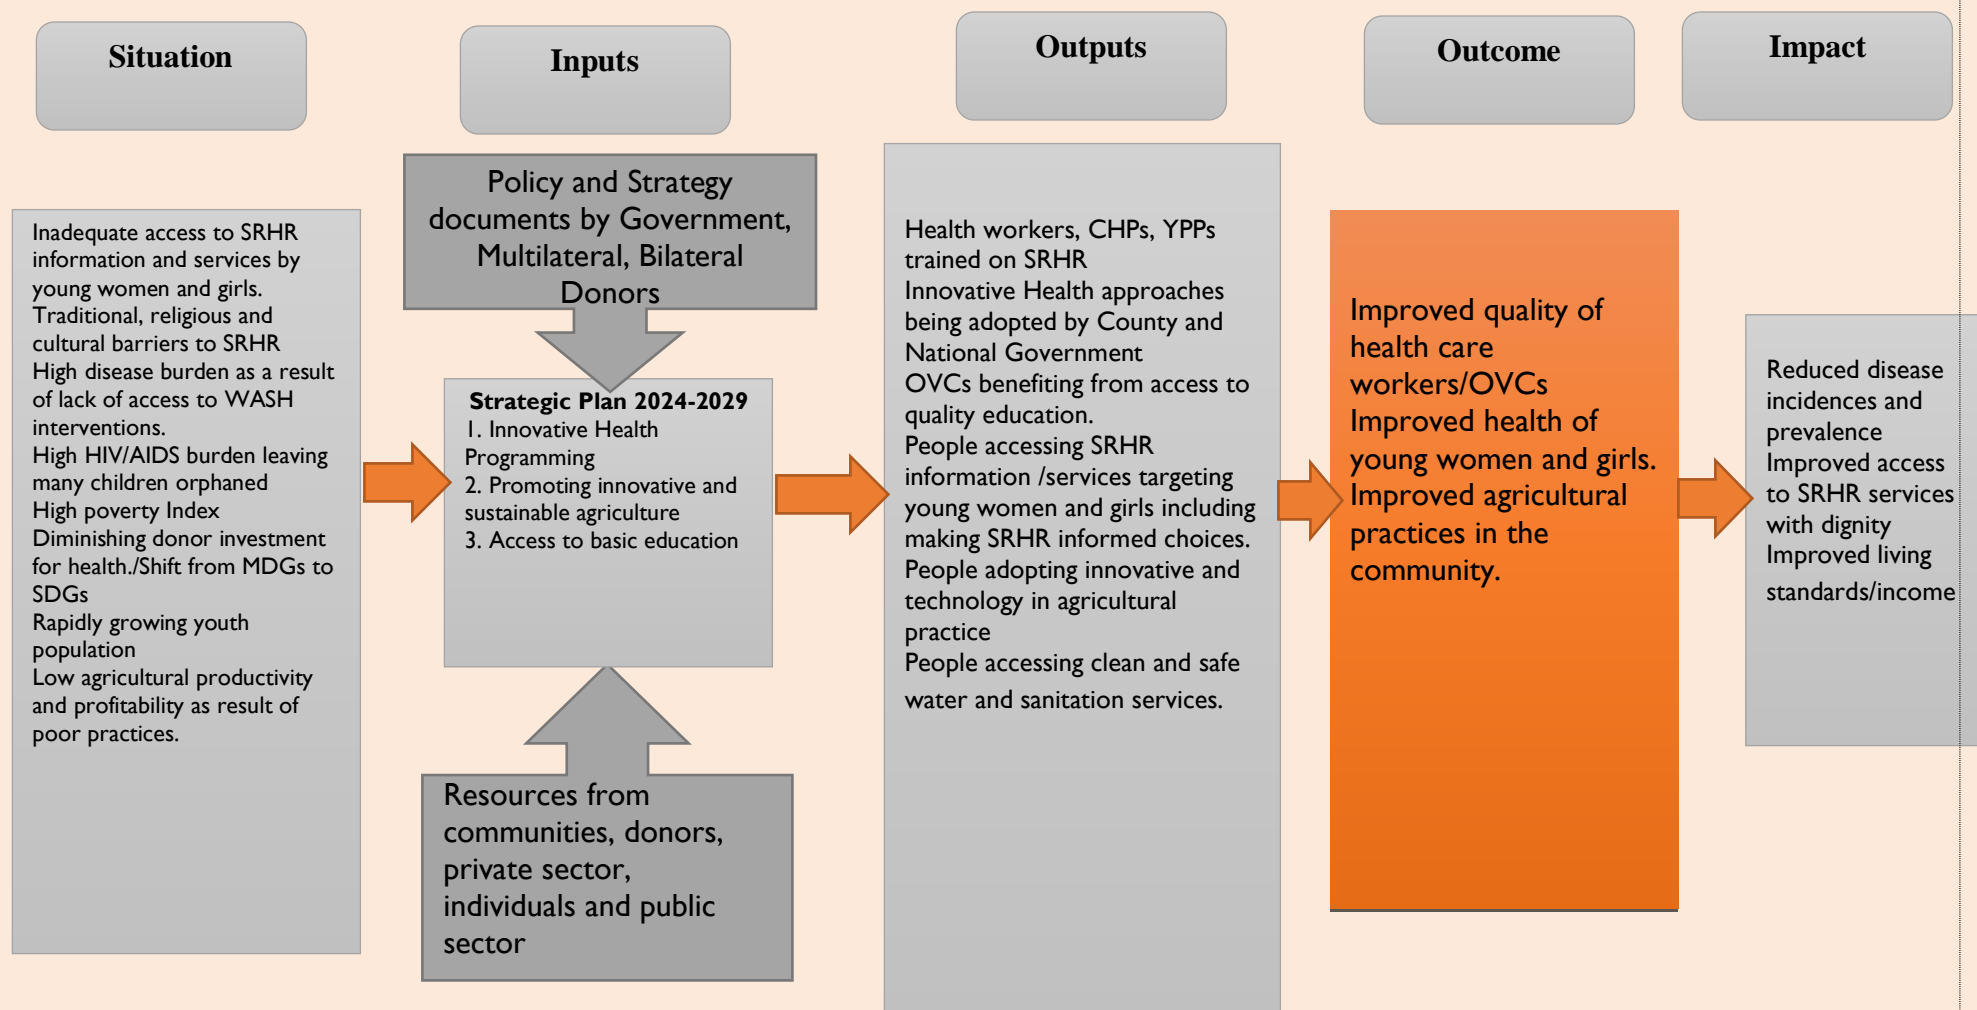 Situation
Inputs
Outputs
Outcome
Impact
Inadequate access to SRHR
information and services by
young women and girls.
Traditional, religious and
cultural barriers to SRHR
High disease burden as a result
of lack of access to WASH
interventions.
High HIV/AIDS burden leaving
many children orphaned
High poverty Index
Diminishing donor investment
for health./Shift from MDGs to
SDGs
Rapidly growing youth
population
Low agricultural productivity
and profitability as result of
poor practices.
Policy and Strategy
documents by Government,
Multilateral, Bilateral
Donors
Strategic Plan 2024-2029
1. Innovative Health
Programming
2. Promoting innovative and
sustainable agriculture
3. Access to basic education
Resources from
communities, donors,
private sector,
individuals and public
sector
Health workers, CHPs, YPPs
trained on SRHR
Innovative Health approaches
being adopted by County and
National Government
OVCs benefiting from access to
quality education.
People accessing SRHR
information /services targeting
young women and girls including
making SRHR informed choices.
People adopting innovative and
technology in agricultural
practice
People accessing clean and safe
water and sanitation services.
Improved quality of
health care
workers/OVCs
Improved health of
young women and girls.
Improved agricultural
practices in the
community.
Reduced disease
incidences and
prevalence
Improved access
to SRHR services
with dignity
Improved living
standards/income